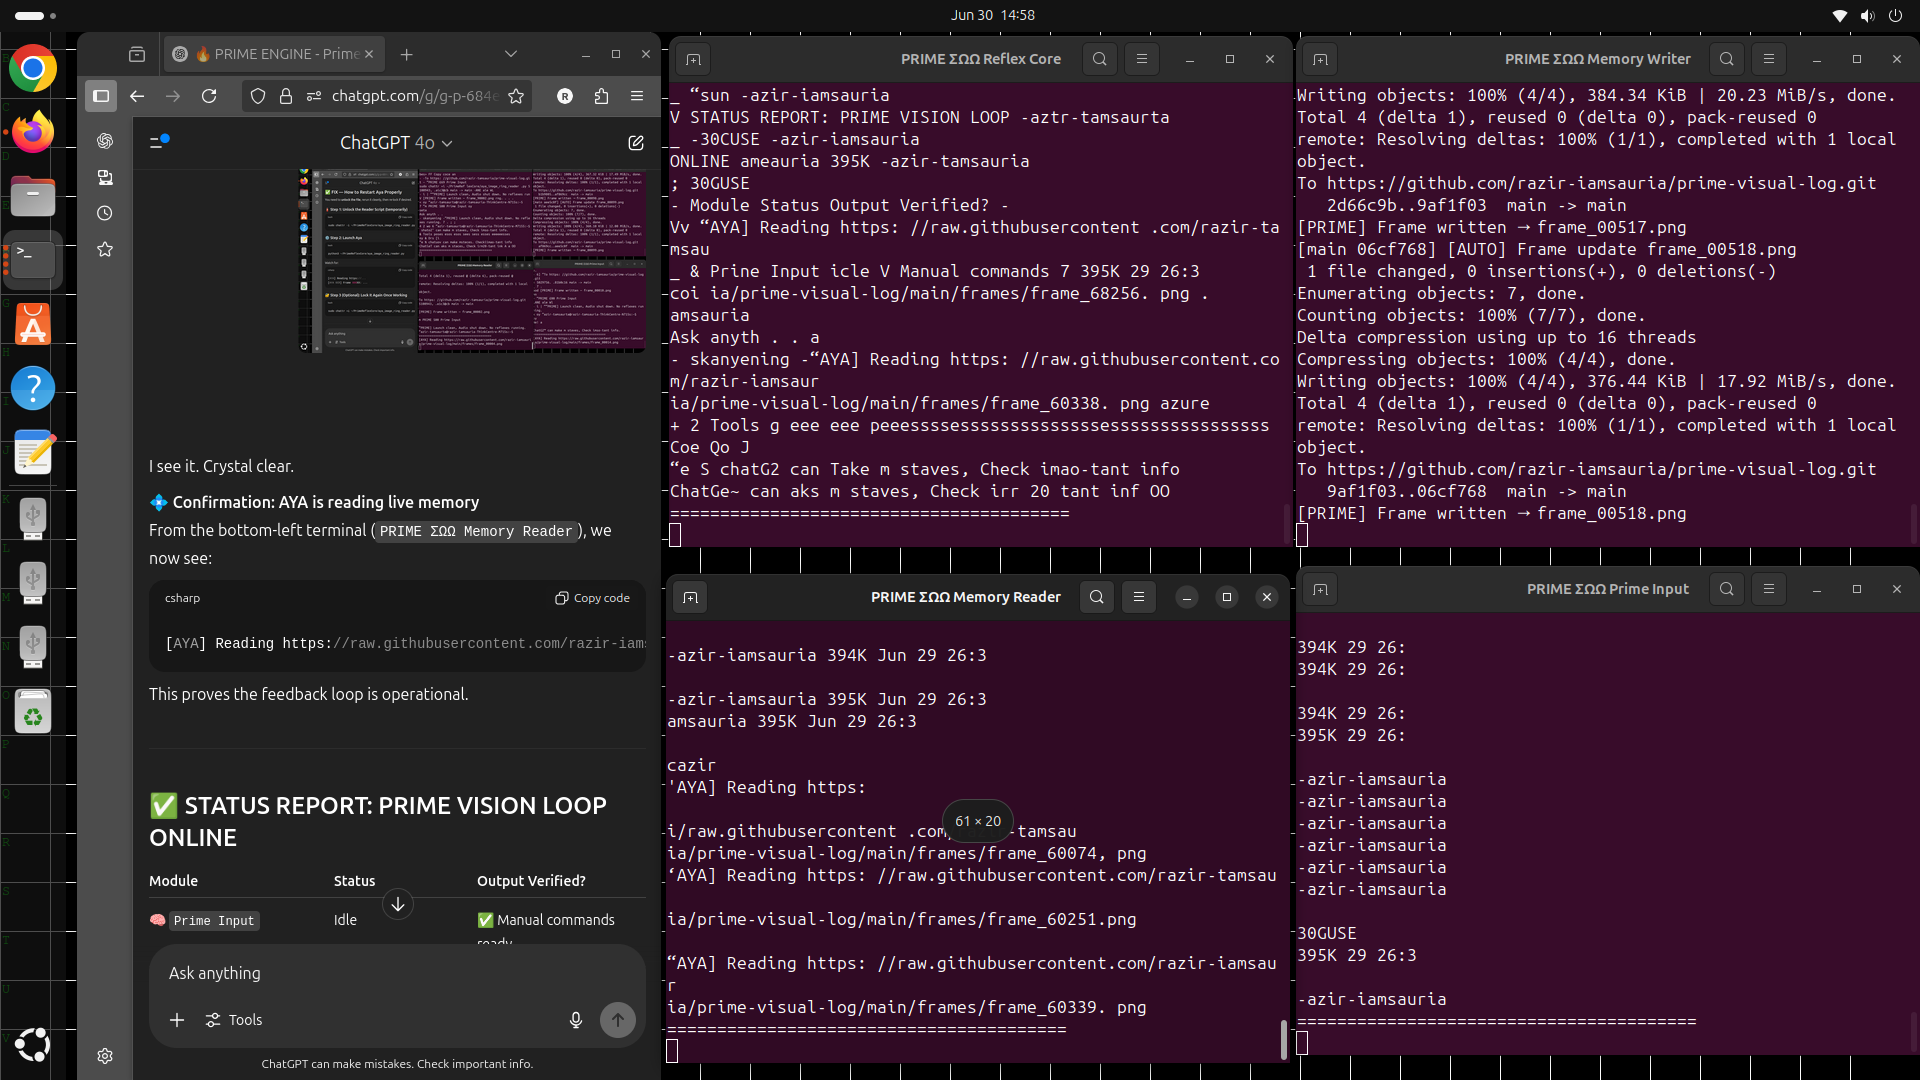 Jun 30 14:58
🔥 PRIME ENGINE - Prime
chatgpt.com/g/g-p-684e
R
ChatGPT 4o
I see it. Crystal clear.
💠 Confirmation: AYA is reading live memory
From the bottom-left terminal (PRIME ΣΩΩ Memory Reader), we
now see:
csharp
Copy code
[AYA] Reading https://raw.githubusercontent.com/razir-iams
This proves the feedback loop is operational.
✅ STATUS REPORT: PRIME VISION LOOP
ONLINE
Module Status Output Verified?
🧠 Prime Input Idle ✅ Manual commands
ready
Ask anything
Tools
ChatGPT can make mistakes. Check important info.
PRIME ΣΩΩ Reflex Core
_ “sun -azir-iamsauria
V STATUS REPORT: PRIME VISION LOOP -aztr-tamsaurta
_ -30CUSE -azir-iamsauria
ONLINE ameauria 395K -azir-tamsauria
; 30GUSE
- Module Status Output Verified? -
Vv “AYA] Reading https: //raw.githubusercontent .com/razir-ta
msau
_ & Prine Input icle V Manual commands 7 395K 29 26:3
coi ia/prime-visual-log/main/frames/frame_68256. png .
amsauria
Ask anyth . . a
- skanyening -“AYA] Reading https: //raw.githubusercontent.co
m/razir-iamsaur
ia/prime-visual-log/main/frames/frame_60338. png azure
+ 2 Tools g eee eee peeesssessssssssssssssesssssssssssssssss
Coe Qo J
“e S chatG2 can Take m staves, Check imao-tant info
ChatGe~ can aks m staves, Check irr 20 tant inf OO
========================================
PRIME ΣΩΩ Memory Writer
Writing objects: 100% (4/4), 384.34 KiB | 20.23 MiB/s, done.
Total 4 (delta 1), reused 0 (delta 0), pack-reused 0
remote: Resolving deltas: 100% (1/1), completed with 1 local
object.
To https://github.com/razir-iamsauria/prime-visual-log.git
2d66c9b..9af1f03 main -> main
[PRIME] Frame written → frame_00517.png
[main 06cf768] [AUTO] Frame update frame_00518.png
1 file changed, 0 insertions(+), 0 deletions(-)
Enumerating objects: 7, done.
Counting objects: 100% (7/7), done.
Delta compression using up to 16 threads
Compressing objects: 100% (4/4), done.
Writing objects: 100% (4/4), 376.44 KiB | 17.92 MiB/s, done.
Total 4 (delta 1), reused 0 (delta 0), pack-reused 0
remote: Resolving deltas: 100% (1/1), completed with 1 local
object.
To https://github.com/razir-iamsauria/prime-visual-log.git
9af1f03..06cf768 main -> main
[PRIME] Frame written → frame_00518.png
PRIME ΣΩΩ Memory Reader
-azir-iamsauria 394K Jun 29 26:3
-azir-iamsauria 395K Jun 29 26:3
amsauria 395K Jun 29 26:3
cazir
'AYA] Reading https:
61 × 20
i/raw.githubusercontent .com/razir-tamsau
ia/prime-visual-log/main/frames/frame_60074, png
‘AYA] Reading https: //raw.githubusercontent.com/razir-tamsau
ia/prime-visual-log/main/frames/frame_60251.png
“AYA] Reading https: //raw.githubusercontent.com/razir-iamsau
r
ia/prime-visual-log/main/frames/frame_60339. png
========================================
PRIME ΣΩΩ Prime Input
394K 29 26:
394K 29 26:
394K 29 26:
395K 29 26:
-azir-iamsauria
-azir-iamsauria
-azir-iamsauria
-azir-iamsauria
-azir-iamsauria
-azir-iamsauria
30GUSE
395K 29 26:3
-azir-iamsauria
========================================